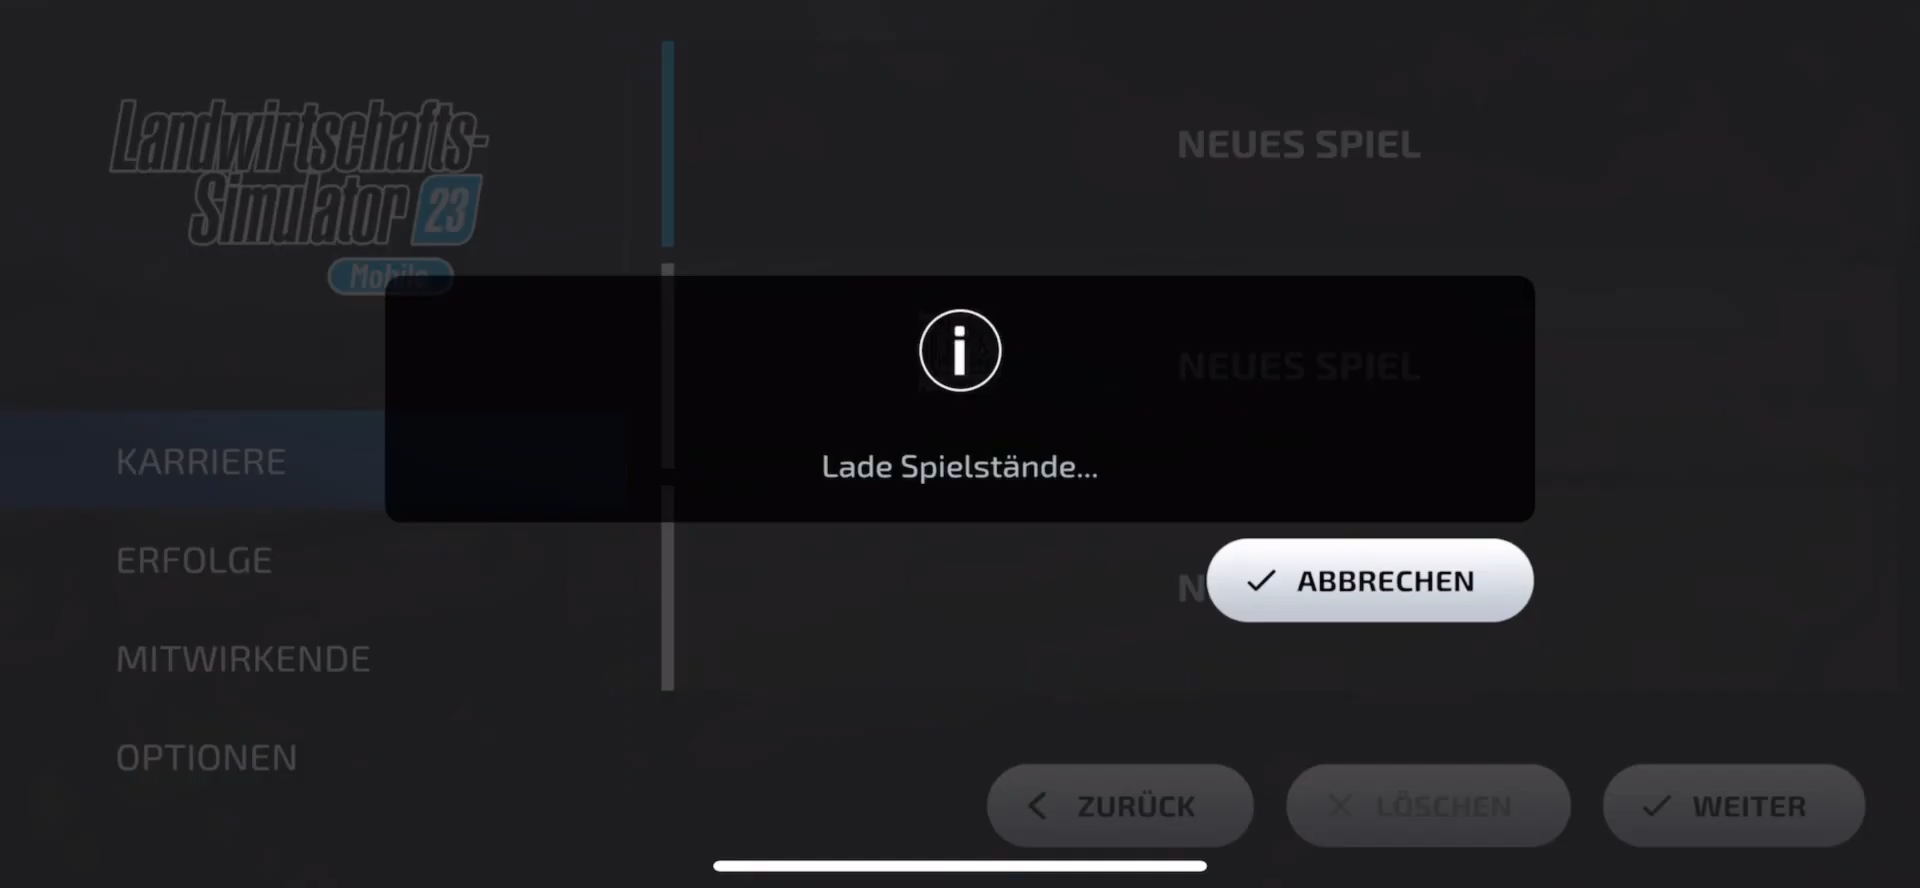 Landwirtschafts-
Simulator 23
Mobile
NEUES SPIEL
NEUES SPIEL
Lade Spielstände...
KARRIERE
ERFOLGE
MITWIRKENDE
OPTIONEN
N
ABBRECHEN
ZURÜCK
LÖSCHEN
WEITER